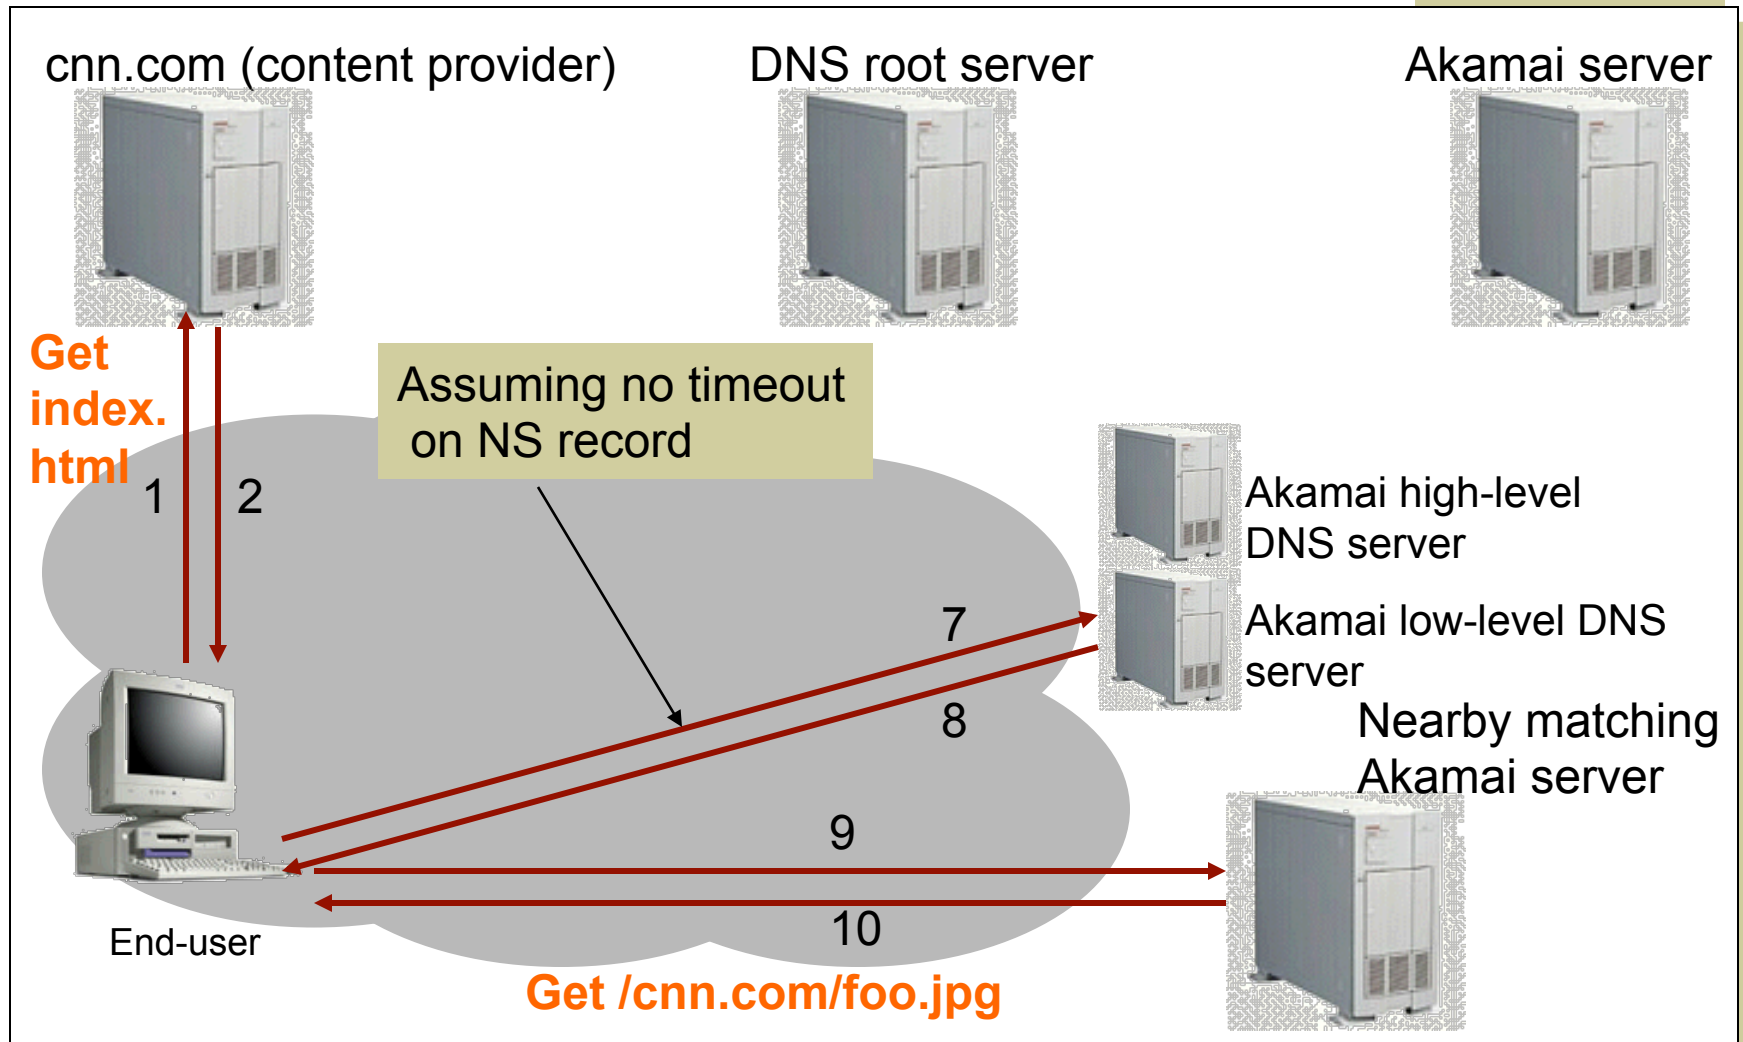 cnn.com (content provider)
DNS root server
Akamai server
Get
index.
html
1
2
Assuming no timeout
on NS record
Akamai high-level
DNS server
7
Akamai low-level DNS
server
8
Nearby matching
Akamai server
9
10
End-user
Get /cnn.com/foo.jpg